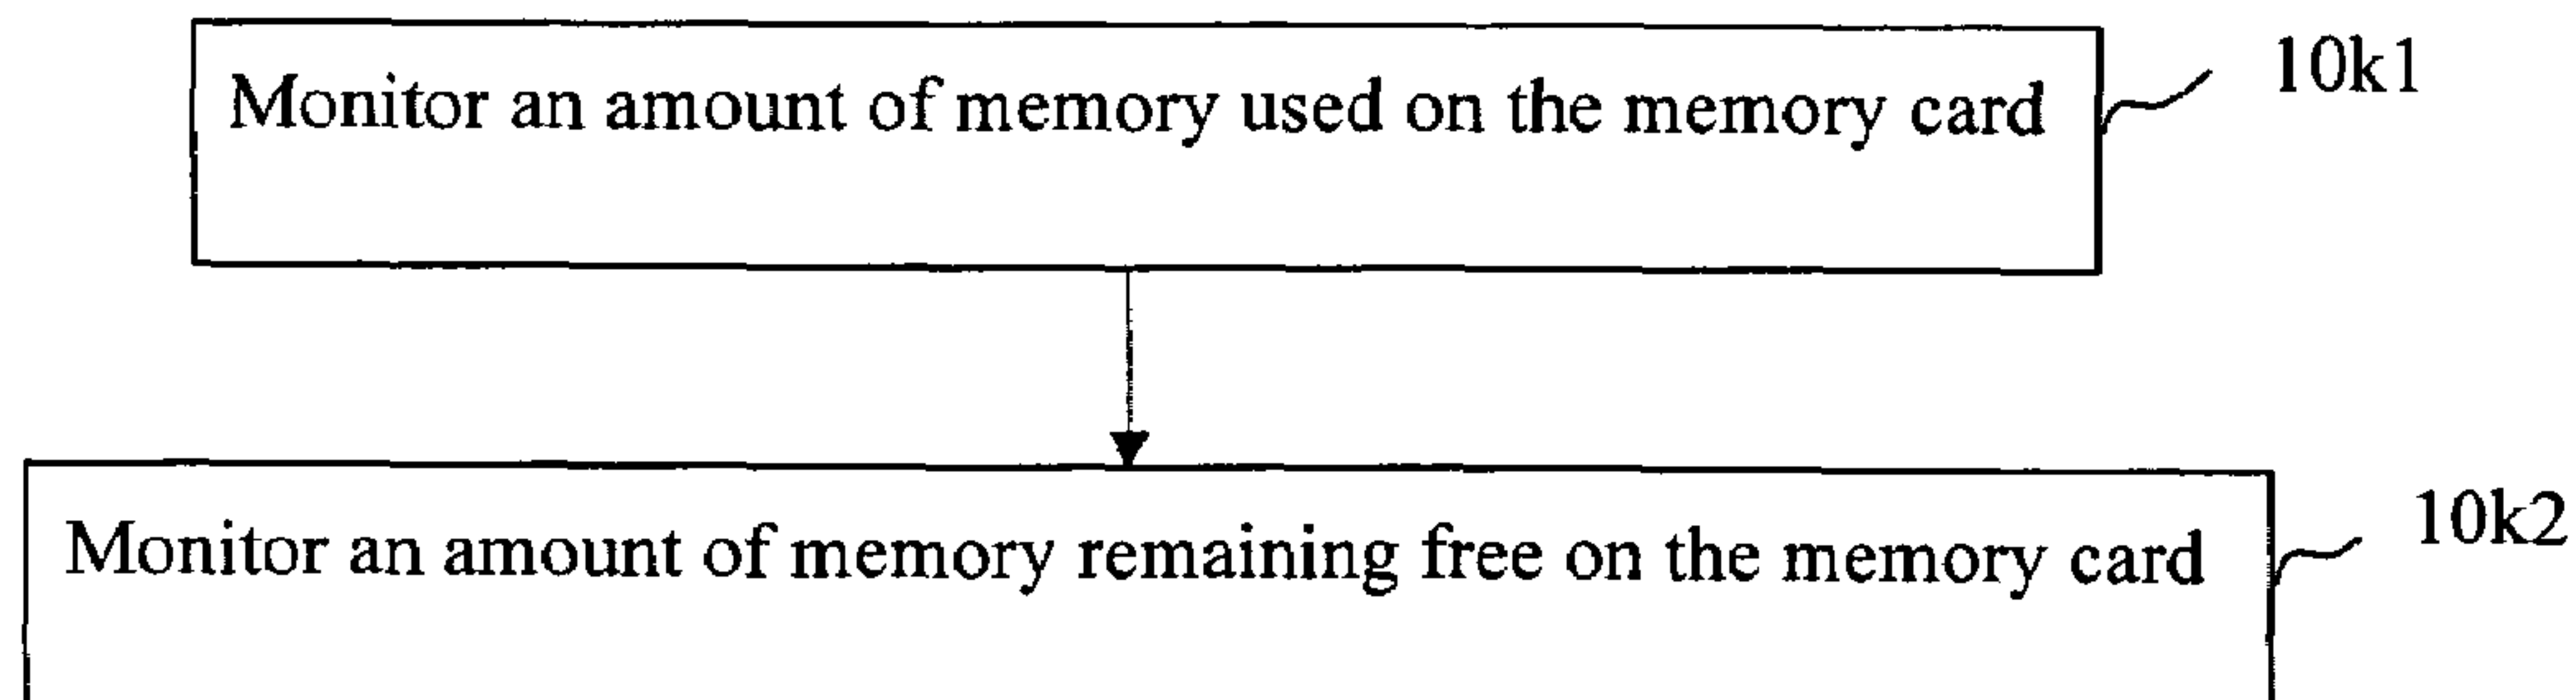 Monitor an amount of memory used on the memory card
10k1
Monitor an amount of memory remaining free on the memory card
10k2